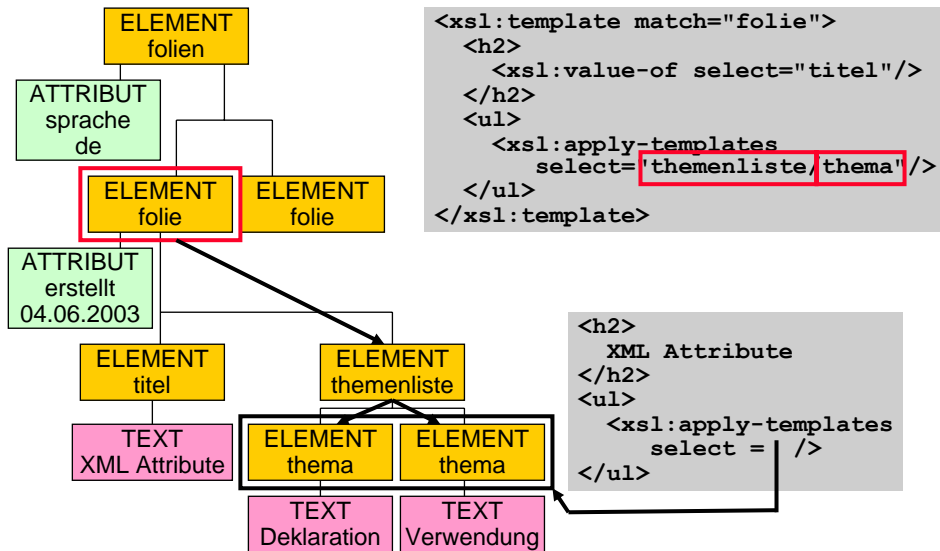 ELEMENT
folien
ATTRIBUT
sprache
de
ELEMENT
folie
ELEMENT
folie
ATTRIBUT
erstellt
04.06.2003
ELEMENT
titel
ELEMENT
themenliste
TEXT
XML Attribute
ELEMENT
thema
ELEMENT
thema
TEXT
Deklaration
TEXT
Verwendung
<xsl:template match="folie">
  <h2>
    <xsl:value-of select="titel"/>
  </h2>
  <ul>
    <xsl:apply-templates
      select="themenliste/thema"/>
  </ul>
</xsl:template>
<h2>
  XML Attribute
</h2>
<ul>
  <xsl:apply-templates
    select =  />
</ul>